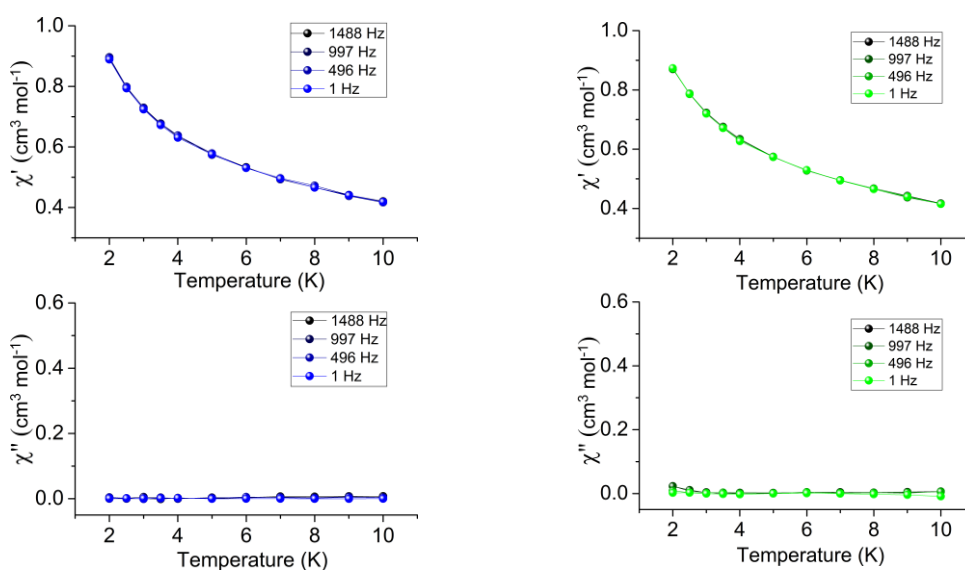 1.0
0.8
0.6
0.4
χ' (cm³ mol⁻¹)
1488 Hz
997 Hz
496 Hz
1 Hz
2 4 6 8 10
Temperature (K)
1.0
0.8
0.6
0.4
χ' (cm³ mol⁻¹)
1488 Hz
997 Hz
496 Hz
1 Hz
2 4 6 8 10
Temperature (K)
0.6
0.4
0.2
0.0
χ'' (cm³ mol⁻¹)
1488 Hz
997 Hz
496 Hz
1 Hz
2 4 6 8 10
Temperature (K)
0.6
0.4
0.2
0.0
χ'' (cm³ mol⁻¹)
1488 Hz
997 Hz
496 Hz
1 Hz
2 4 6 8 10
Temperature (K)